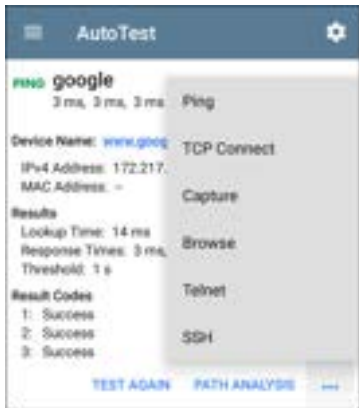 AutoTest
PING google
3 ms, 3 ms, 3 ms
Device Name: www.goog
IPv4 Address: 172.217.
MAC Address: --
Results
Lookup Time: 14 ms
Response Times: 3 ms,
Threshold: 1 s
Result Codes
1: Success
2: Success
3: Success
Ping
TCP Connect
Capture
Browse
Telnet
SSH
TEST AGAIN PATH ANALYSIS ...